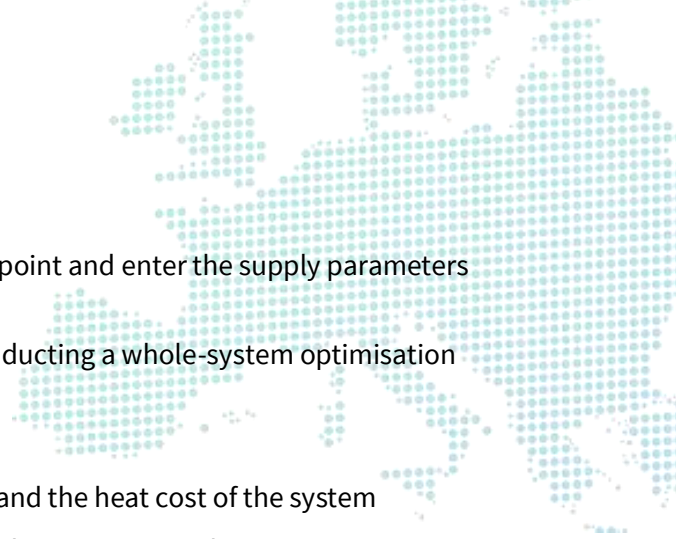 point and enter the supply parameters
ducting a whole-system optimisation
and the heat cost of the system